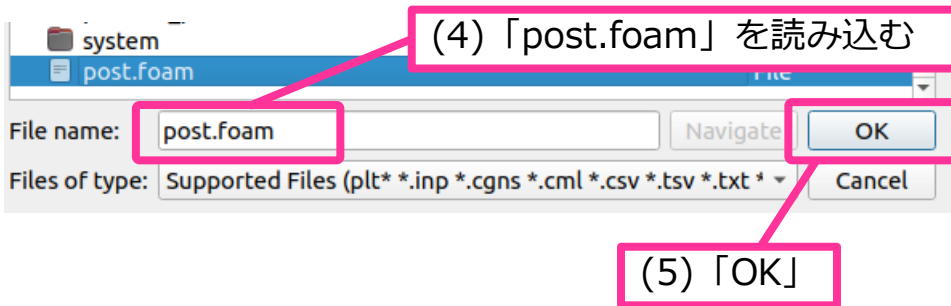 system
(4)「post.foam」を読み込む
post.foam
File name: post.foam Navigate OK
Files of type: Supported Files (plt* *.inp *.cgns *.cml *.csv *.tsv *.txt * Cancel
(5)「OK」